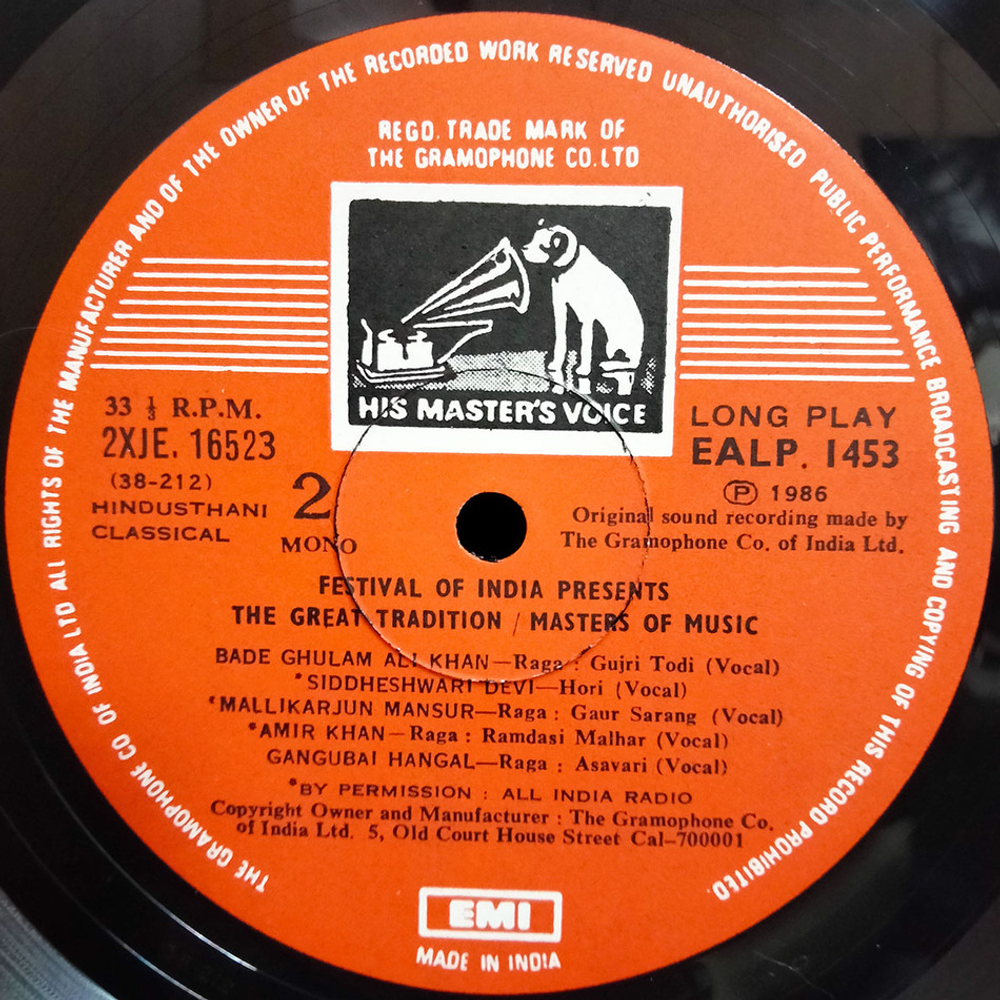 THE GRAMOPHONE CO OF INDIA LTD ALL RIGHTS OF THE MANUFACTURER AND OF THE OWNER OF THE RECORDED WORK RESERVED UNAUTHORISED PUBLIC PERFORMANCE BROADCASTING AND COPYING OF THIS RECORD PROHIBITED.
REGD. TRADE MARK OF
THE GRAMOPHONE CO. LTD
HIS MASTER'S VOICE
33 ⅓ R.P.M.
2XJE. 16523
(38-212)
HINDUSTHANI
CLASSICAL
2
MONO
LONG PLAY
EALP. 1453
Ⓟ 1986
Original sound recording made by
The Gramophone Co. of India Ltd.
FESTIVAL OF INDIA PRESENTS
THE GREAT TRADITION / MASTERS OF MUSIC
BADE GHULAM ALI KHAN—Raga : Gujri Todi (Vocal)
*SIDDHESHWARI DEVI—Hori (Vocal)
*MALLIKARJUN MANSUR—Raga : Gaur Sarang (Vocal)
*AMIR KHAN—Raga : Ramdasi Malhar (Vocal)
GANGUBAI HANGAL—Raga : Asavari (Vocal)
*BY PERMISSION : ALL INDIA RADIO
Copyright Owner and Manufacturer : The Gramophone Co.
of India Ltd. 5, Old Court House Street Cal-700001
EMI
MADE IN INDIA